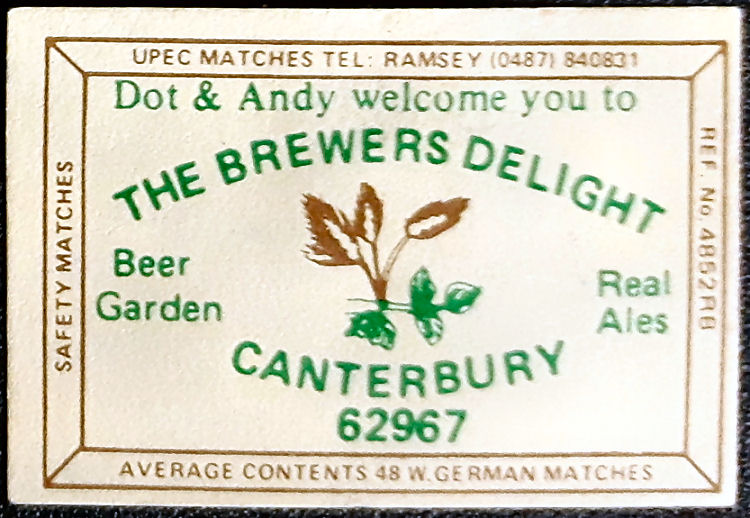 UPEC MATCHES TEL: RAMSEY (0487) 840831
Dot & Andy welcome you to
THE BREWERS DELIGHT
Beer
Garden
Real
Ales
CANTERBURY
62967
SAFETY MATCHES
REF. No. 4852RB
AVERAGE CONTENTS 48 W.GERMAN MATCHES